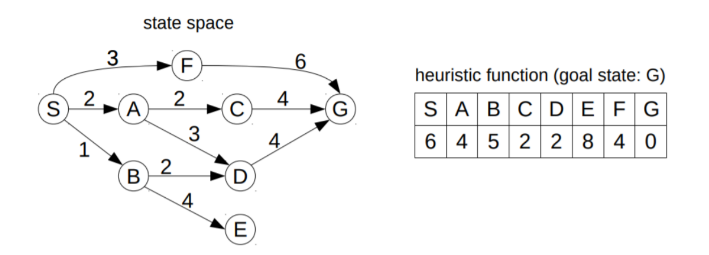 state space
3
F
6
heuristic function (goal state: G)
S 2 A 2 C 4 G
S A B C D E F G
3
4
6 4 5 2 2 8 4 0
1
B 2 D
4
E